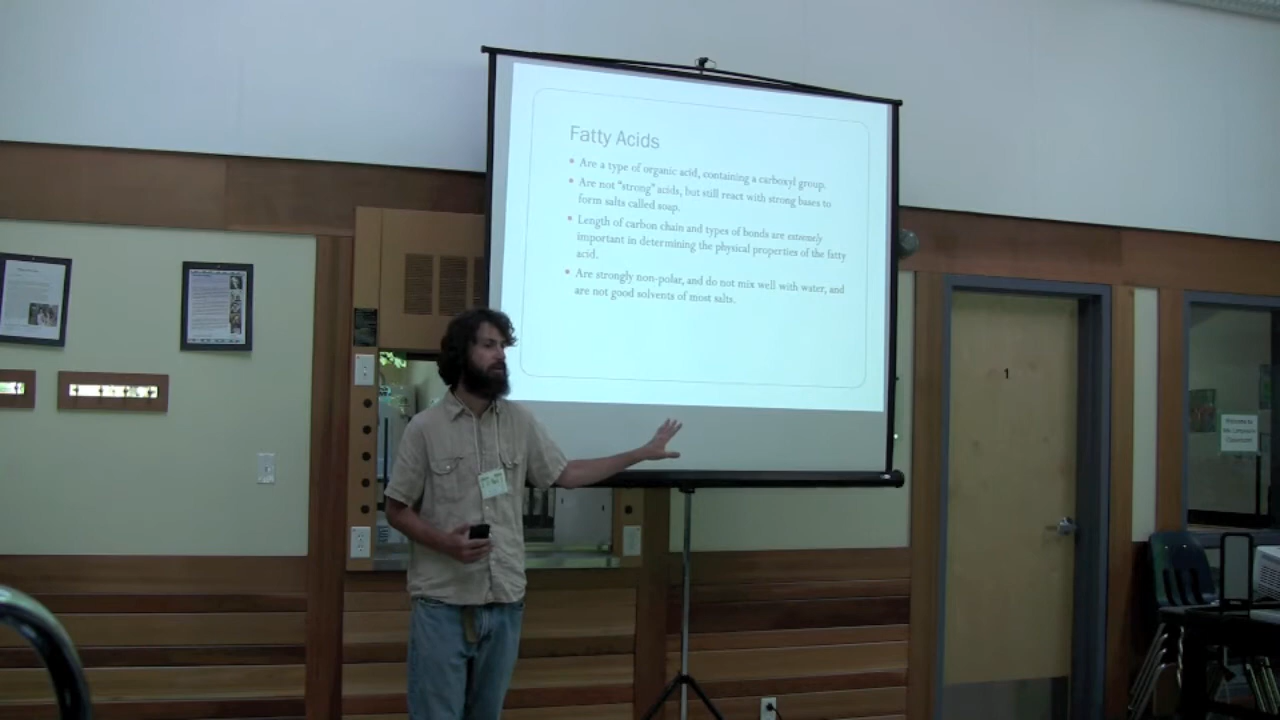 Fatty Acids
• Are a type of organic acid, containing a carboxyl group.
• Are not “strong” acids, but still react with strong bases to
form salts called soap.
• Length of carbon chain and types of bonds are extremely
important in determining the physical properties of the fatty
acid.
• Are strongly non-polar, and do not mix well with water, and
are not good solvents of most salts.
1